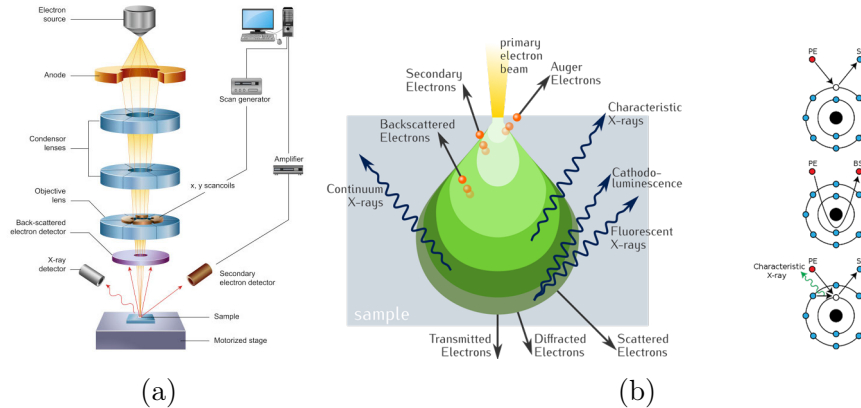 Electron
source
Anode
Scan generator
Condensor
lenses
Amplifier
x, y scancoils
Objective
lens
Back-scattered
electron detector
X-ray
detector
Secondary
electron detector
Sample
Motorized stage
(a)
primary
electron
beam
Secondary
Electrons
Auger
Electrons
Backscattered
Electrons
Characteristic
X-rays
Continuum
X-rays
Cathodo-
luminescence
Fluorescent
X-rays
sample
Transmitted
Electrons
Diffracted
Electrons
Scattered
Electrons
(b)
PE
S
PE
BS
PE
S
Characteristic
X-ray